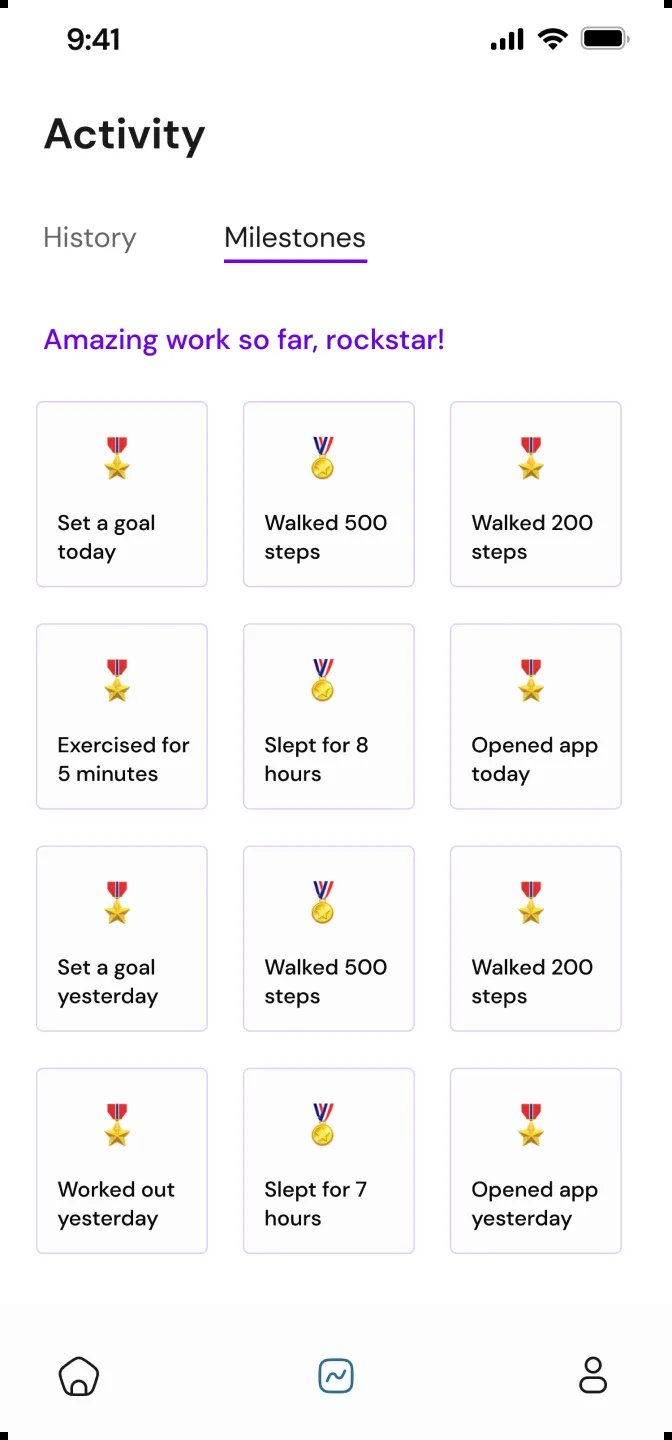 9:41
Activity
History
Milestones
Amazing work so far, rockstar!
Set a goal
today
Walked 500
steps
Walked 200
steps
Exercised for
5 minutes
Slept for 8
hours
Opened app
today
Set a goal
yesterday
Walked 500
steps
Walked 200
steps
Worked out
yesterday
Slept for 7
hours
Opened app
yesterday